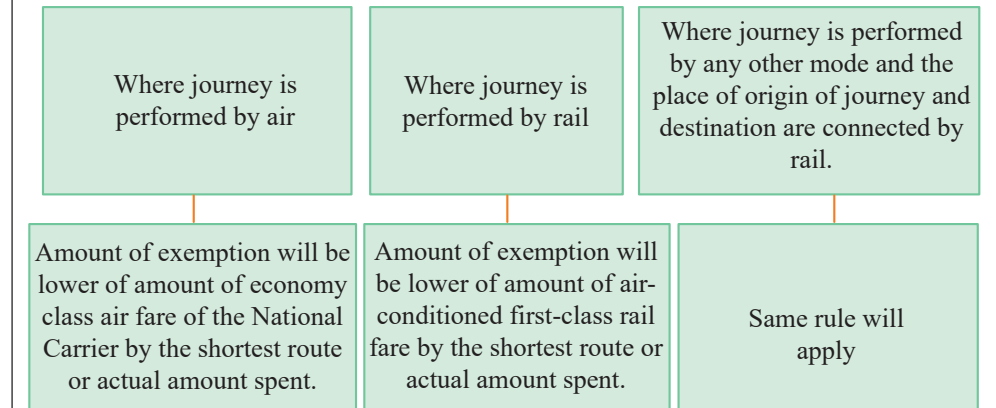 Where journey is
performed by air
Where journey is
performed by rail
Where journey is performed
by any other mode and the
place of origin of journey and
destination are connected by
rail.
Amount of exemption will be
lower of amount of economy
class air fare of the National
Carrier by the shortest route
or actual amount spent.
Amount of exemption will
be lower of amount of air-
conditioned first-class rail
fare by the shortest route or
actual amount spent.
Same rule will
apply